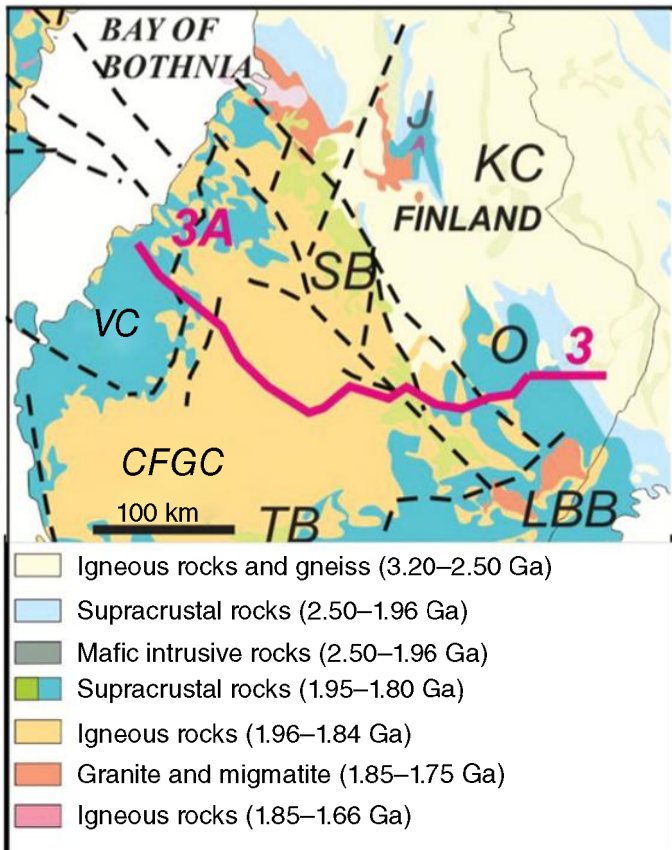 BAY OF
BOTHNIA
J
KC
FINLAND
3A
SB
VC
O
3
CFGC
100 km
TB
LBB
Igneous rocks and gneiss (3.20–2.50 Ga)
Supracrustal rocks (2.50–1.96 Ga)
Mafic intrusive rocks (2.50–1.96 Ga)
Supracrustal rocks (1.95–1.80 Ga)
Igneous rocks (1.96–1.84 Ga)
Granite and migmatite (1.85–1.75 Ga)
Igneous rocks (1.85–1.66 Ga)